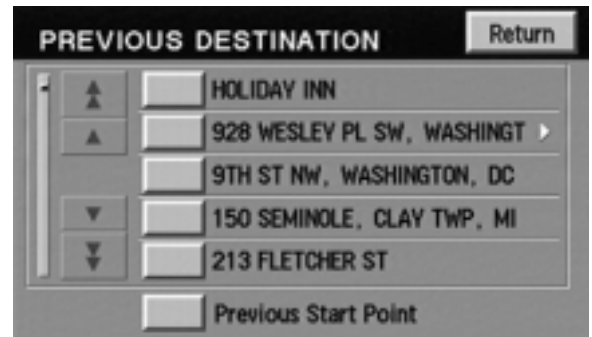 PREVIOUS DESTINATION Return
HOLIDAY INN
928 WESLEY PL SW, WASHINGT
9TH ST NW, WASHINGTON, DC
150 SEMINOLE, CLAY TWP, MI
213 FLETCHER ST
Previous Start Point